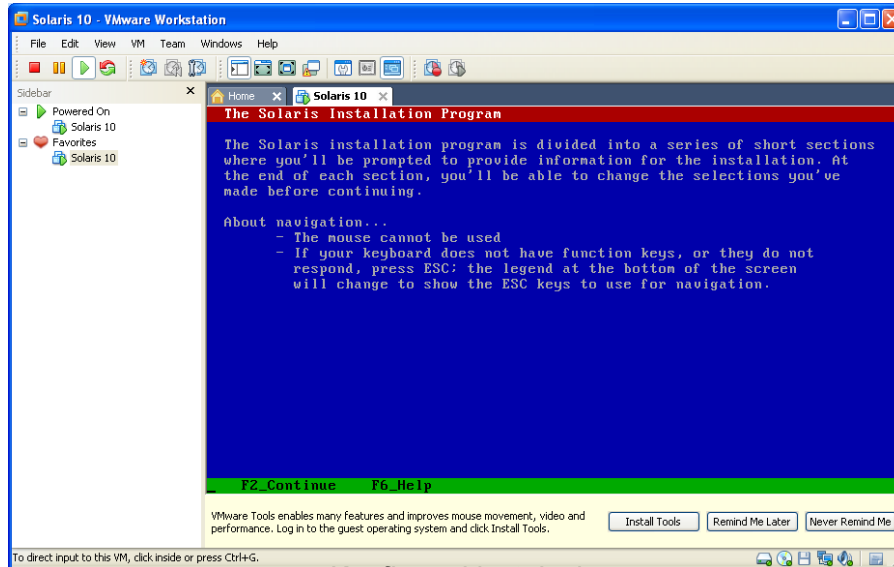 Solaris 10 - VMware Workstation
File Edit View VM Team Windows Help
Sidebar
Powered On
Solaris 10
Favorites
Solaris 10
Home Solaris 10
The Solaris Installation Program
The Solaris installation program is divided into a series of short sections
where you'll be prompted to provide information for the installation. At
the end of each section, you'll be able to change the selections you've
made before continuing.
About navigation...
- The mouse cannot be used
- If your keyboard does not have function keys, or they do not
respond, press ESC; the legend at the bottom of the screen
will change to show the ESC keys to use for navigation.
F2_Continue F6_Help
VMware Tools enables many features and improves mouse movement, video and
performance. Log in to the guest operating system and click Install Tools.
Install Tools Remind Me Later Never Remind Me
To direct input to this VM, click inside or press Ctrl+G.